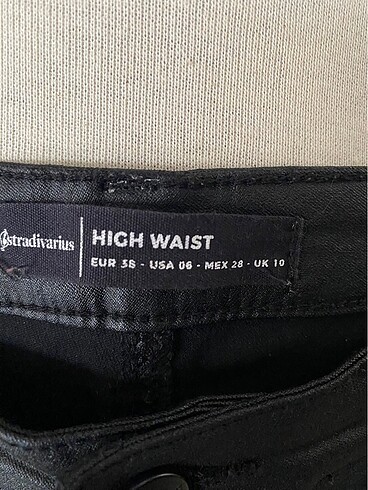 stradivarius
HIGH WAIST
EUR 38 - USA 06 - MEX 28 - UK 10